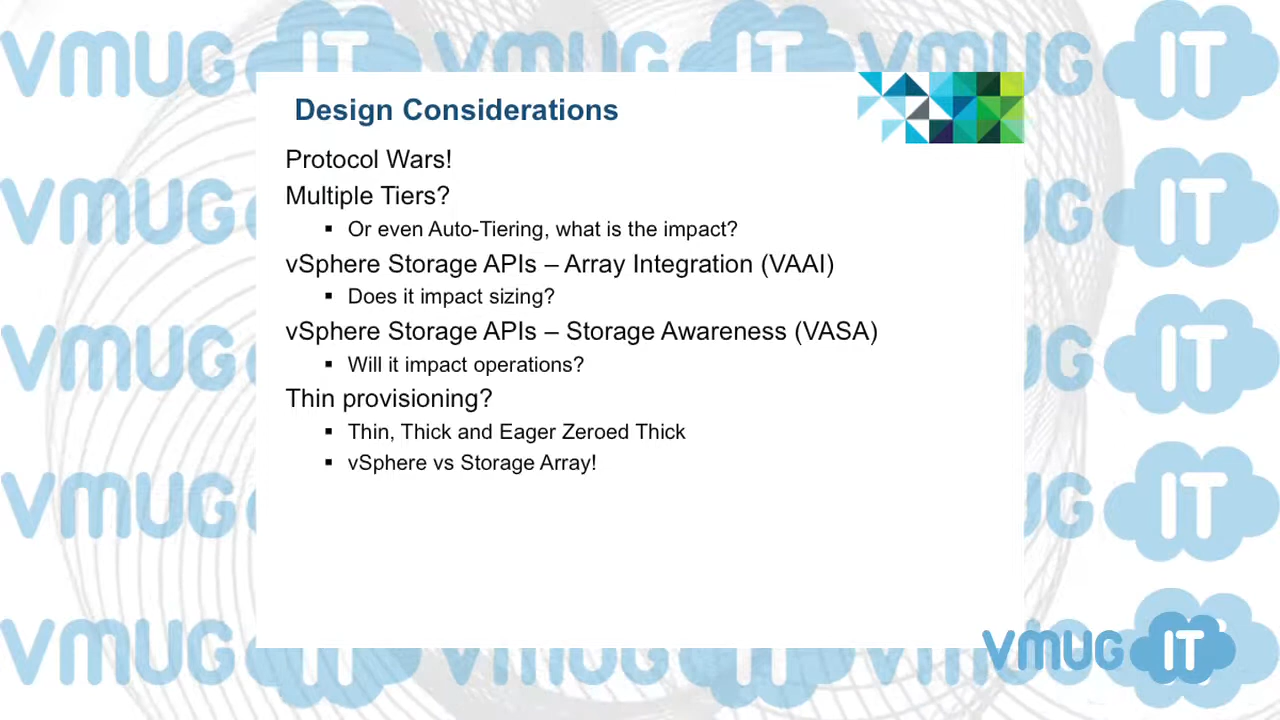 Design Considerations
Protocol Wars!
Multiple Tiers?
▪ Or even Auto-Tiering, what is the impact?
vSphere Storage APIs – Array Integration (VAAI)
▪ Does it impact sizing?
vSphere Storage APIs – Storage Awareness (VASA)
▪ Will it impact operations?
Thin provisioning?
▪ Thin, Thick and Eager Zeroed Thick
▪ vSphere vs Storage Array!
vmug IT